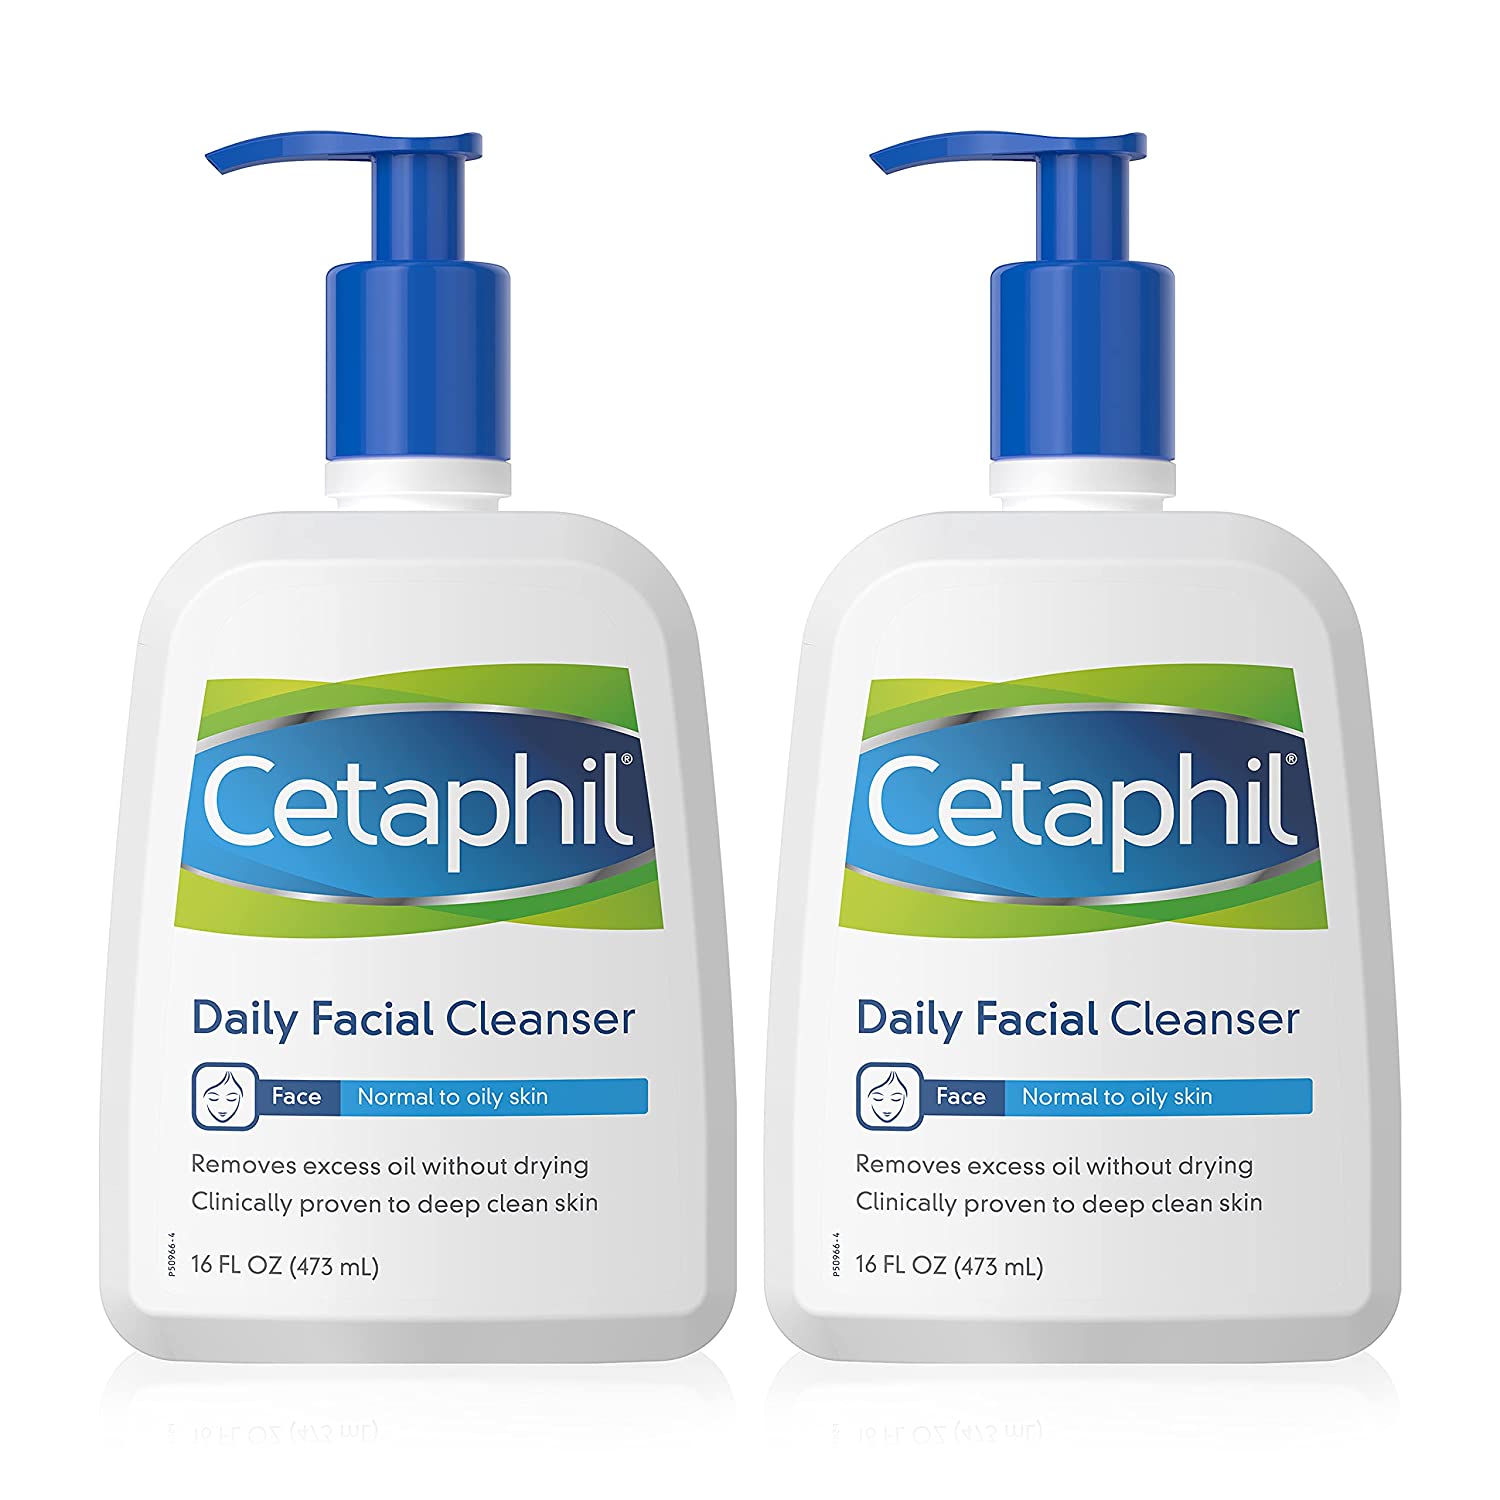 Cetaphil®
Daily Facial Cleanser
Face Normal to oily skin
Removes excess oil without drying
Clinically proven to deep clean skin
16 FL OZ (473 mL)
P50966-4
Cetaphil®
Daily Facial Cleanser
Face Normal to oily skin
Removes excess oil without drying
Clinically proven to deep clean skin
16 FL OZ (473 mL)
P50966-4